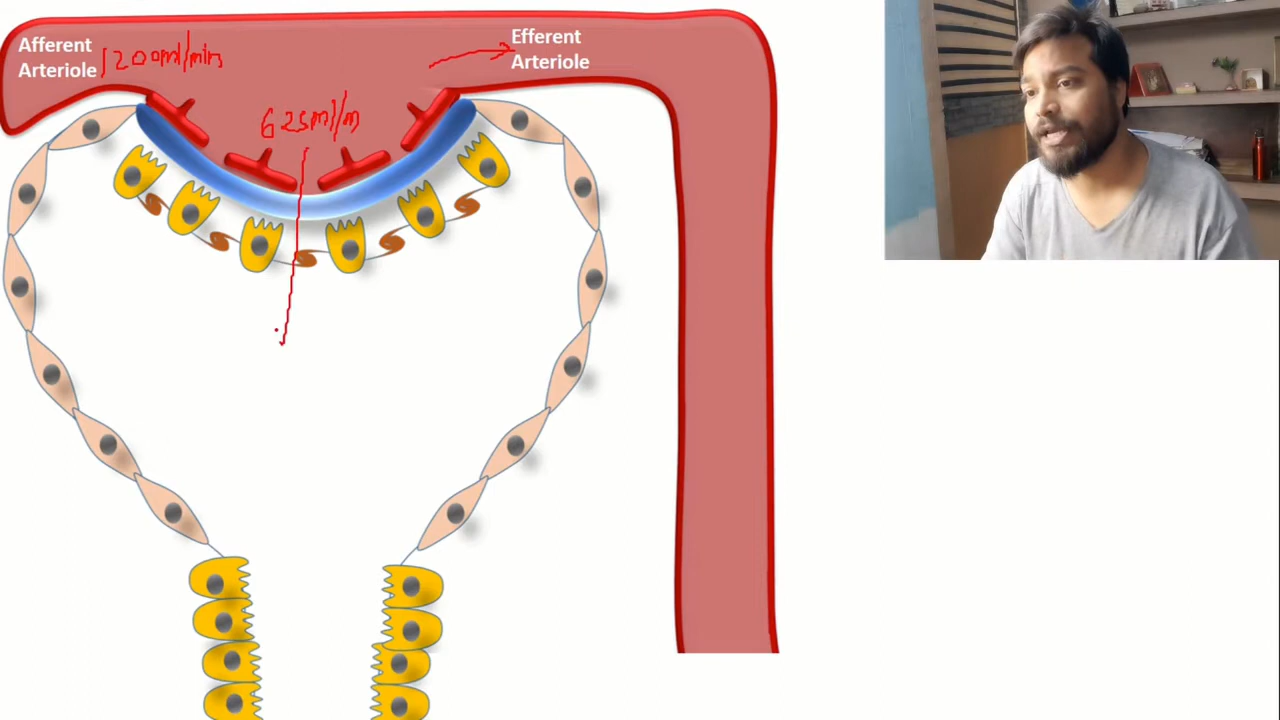 Afferent
Arteriole 1200ml/min
Efferent
Arteriole
625ml/m